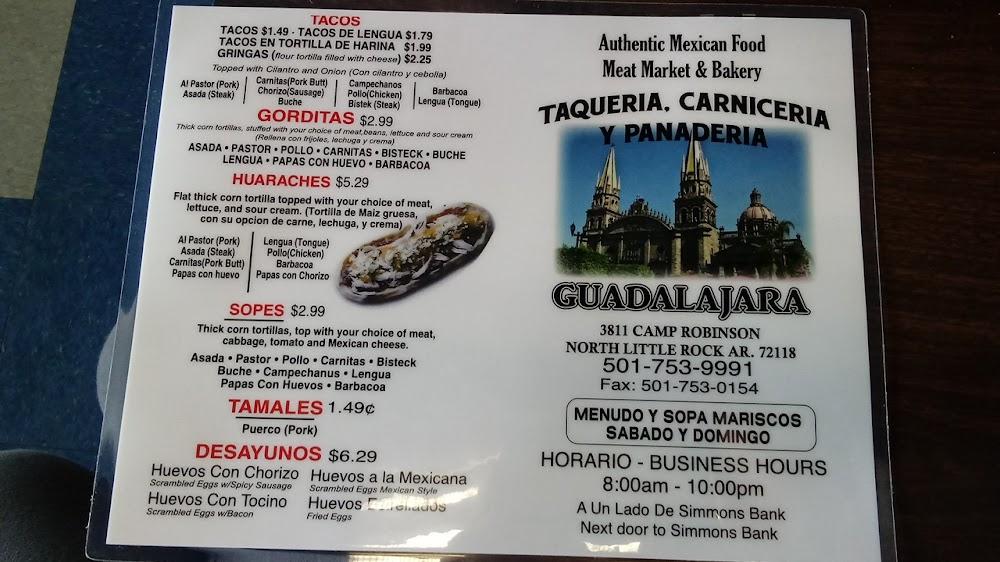 TACOS
TACOS $1.49 - TACOS DE LENGUA $1.79
TACOS EN TORTILLA DE HARINA $1.99
GRINGAS (flour tortilla filled with cheese) $2.25
Topped with Cilantro and Onion (Con cilantro y cebolla)
Al Pastor (Pork)
Asada (Steak)
Carnitas(Pork Butt)
Chorizo(Sausage)
Buche
Campechanos
Pollo(Chicken)
Bistek (Steak)
Barbacoa
Lengua (Tongue)
GORDITAS $2.99
Thick corn tortillas, stuffed with your choice of meat,beans, lettuce and sour cream
(Rellena con frijoles, lechuga y crema)
ASADA • PASTOR • POLLO • CARNITAS • BISTECK • BUCHE
LENGUA • PAPAS CON HUEVO • BARBACOA
HUARACHES $5.29
Flat thick corn tortilla topped with your choice of meat,
lettuce, and sour cream. (Tortilla de Maiz gruesa,
con su opcion de carne, lechuga, y crema)
Al Pastor (Pork)
Asada (Steak)
Carnitas(Pork Butt)
Papas con huevo
Lengua (Tongue)
Pollo(Chicken)
Barbacoa
Papas con Chorizo
SOPES $2.99
Thick corn tortillas, top with your choice of meat,
cabbage, tomato and Mexican cheese.
Asada • Pastor • Pollo • Carnitas • Bisteck
Buche • Campechanus • Lengua
Papas Con Huevos • Barbacoa
TAMALES 1.49¢
Puerco (Pork)
DESAYUNOS $6.29
Huevos Con Chorizo
Scrambled Eggs w/Spicy Sausage
Huevos Con Tocino
Scrambled Eggs w/Bacon
Huevos a la Mexicana
Scrambled Eggs Mexican Style
Huevos Estrellados
Fried Eggs
Authentic Mexican Food
Meat Market & Bakery
TAQUERIA. CARNICERIA
Y PANADERIA
GUADALAJARA
3811 CAMP ROBINSON
NORTH LITTLE ROCK AR. 72118
501-753-9991
Fax: 501-753-0154
MENUDO Y SOPA MARISCOS
SABADO Y DOMINGO
HORARIO - BUSINESS HOURS
8:00am - 10:00pm
A Un Lado De Simmons Bank
Next door to Simmons Bank